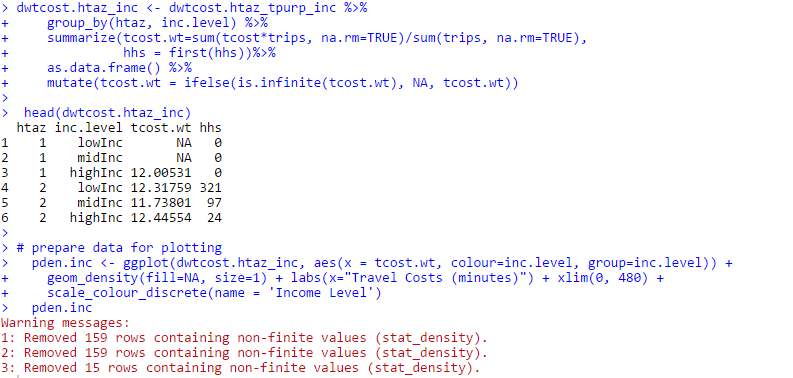 > dwtcost.htaz_inc <- dwtcost.htaz_tpurp_inc %>%
+     group_by(htaz, inc.level) %>%
+     summarize(tcost.wt=sum(tcost*trips, na.rm=TRUE)/sum(trips, na.rm=TRUE),
+               hhs = first(hhs))%>%
+     as.data.frame() %>%
+     mutate(tcost.wt = ifelse(is.infinite(tcost.wt), NA, tcost.wt))
>
>  head(dwtcost.htaz_inc)
  htaz inc.level tcost.wt hhs
1    1    lowInc       NA   0
2    1    midInc       NA   0
3    1   highInc 12.00531   0
4    2    lowInc 12.31759 321
5    2    midInc 11.73801  97
6    2   highInc 12.44554  24
>
> # prepare data for plotting
>   pden.inc <- ggplot(dwtcost.htaz_inc, aes(x = tcost.wt, colour=inc.level, group=inc.level)) +
+     geom_density(fill=NA, size=1) + labs(x="Travel Costs (minutes)") + xlim(0, 480) +
+     scale_colour_discrete(name = 'Income Level')
>   pden.inc
Warning messages:
1: Removed 159 rows containing non-finite values (stat_density).
2: Removed 159 rows containing non-finite values (stat_density).
3: Removed 15 rows containing non-finite values (stat_density).